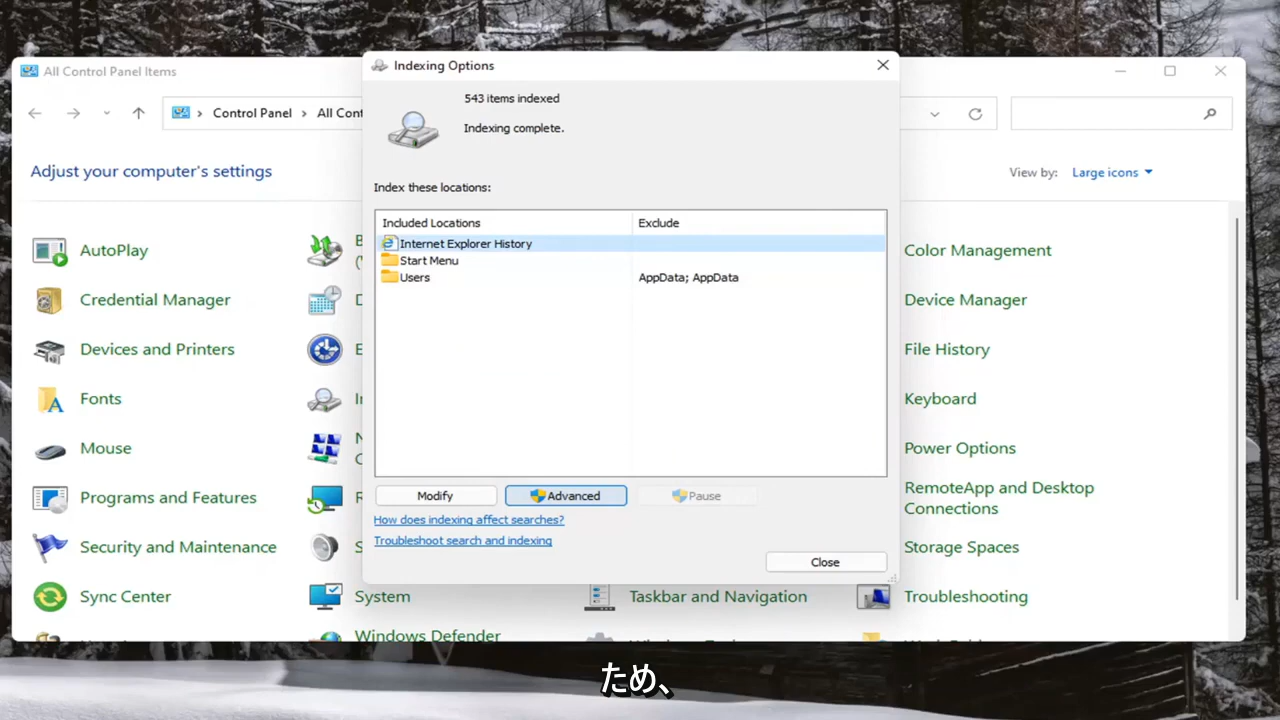 All Control Panel Items
Control Panel
All Cont
Adjust your computer's settings
View by:
Large icons
AutoPlay
Credential Manager
Devices and Printers
Fonts
Mouse
Programs and Features
Security and Maintenance
Sync Center
System
Windows Defender
Taskbar and Navigation
Color Management
Device Manager
File History
Keyboard
Power Options
RemoteApp and Desktop
Connections
Storage Spaces
Troubleshooting
Indexing Options
543 items indexed
Indexing complete.
Index these locations:
Included Locations
Exclude
Internet Explorer History
Start Menu
Users
AppData; AppData
Modify
Advanced
Pause
How does indexing affect searches?
Troubleshoot search and indexing
Close
ため、